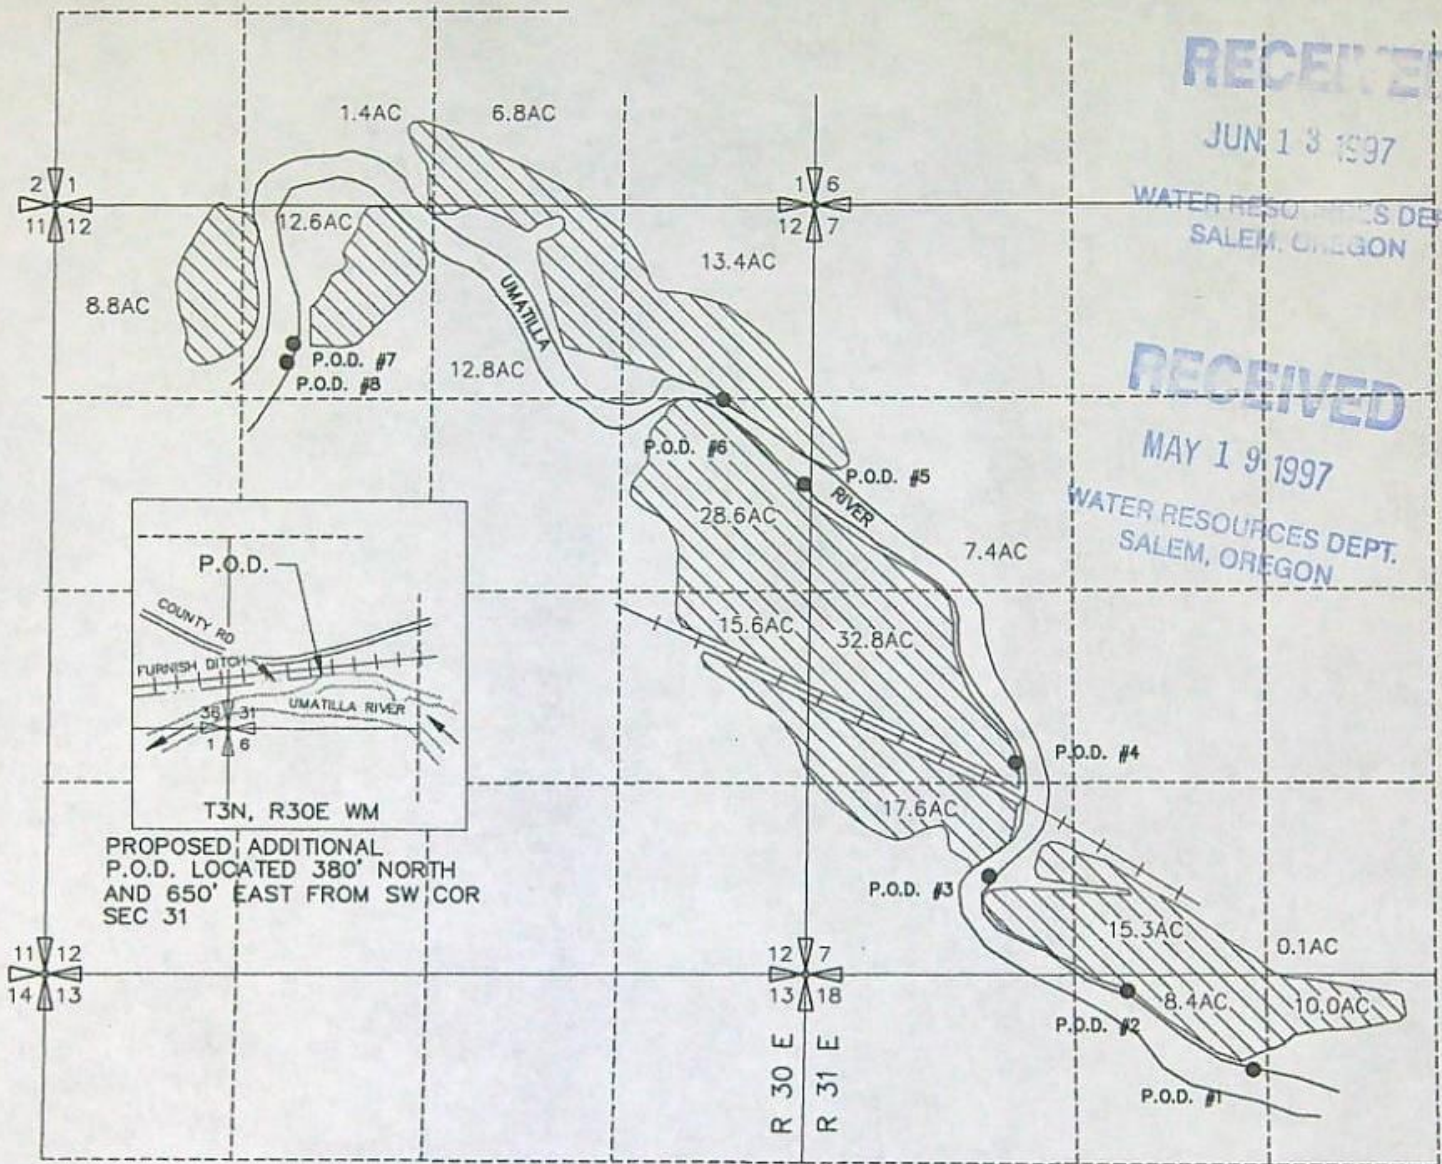 RECEIVE
JUN 1 3 1997
WATER RESOURCES DE
SALEM, OREGON
1.4AC
6.8AC
2 1
11 12
1 6
12 7
12.6AC
13.4AC
8.8AC
UMATILLA
P.O.D. #7
P.O.D. #8
12.8AC
RECEIVED
MAY 1 9 1997
WATER RESOURCES DEPT.
SALEM, OREGON
P.O.D. #6
P.O.D. #5
RIVER
28.6AC
7.4AC
15.6AC
32.8AC
P.O.D.
COUNTY RD
FURNISH DITCH
UMATILLA RIVER
36 31
1 6
T3N, R30E WM
P.O.D. #4
17.6AC
PROPOSED ADDITIONAL
P.O.D. LOCATED 380' NORTH
AND 650' EAST FROM SW COR
SEC 31
P.O.D. #3
15.3AC
0.1AC
11 12
14 13
12 7
13 18
8.4AC
10.0AC
P.O.D. #2
P.O.D. #1
R 30 E
R 31 E